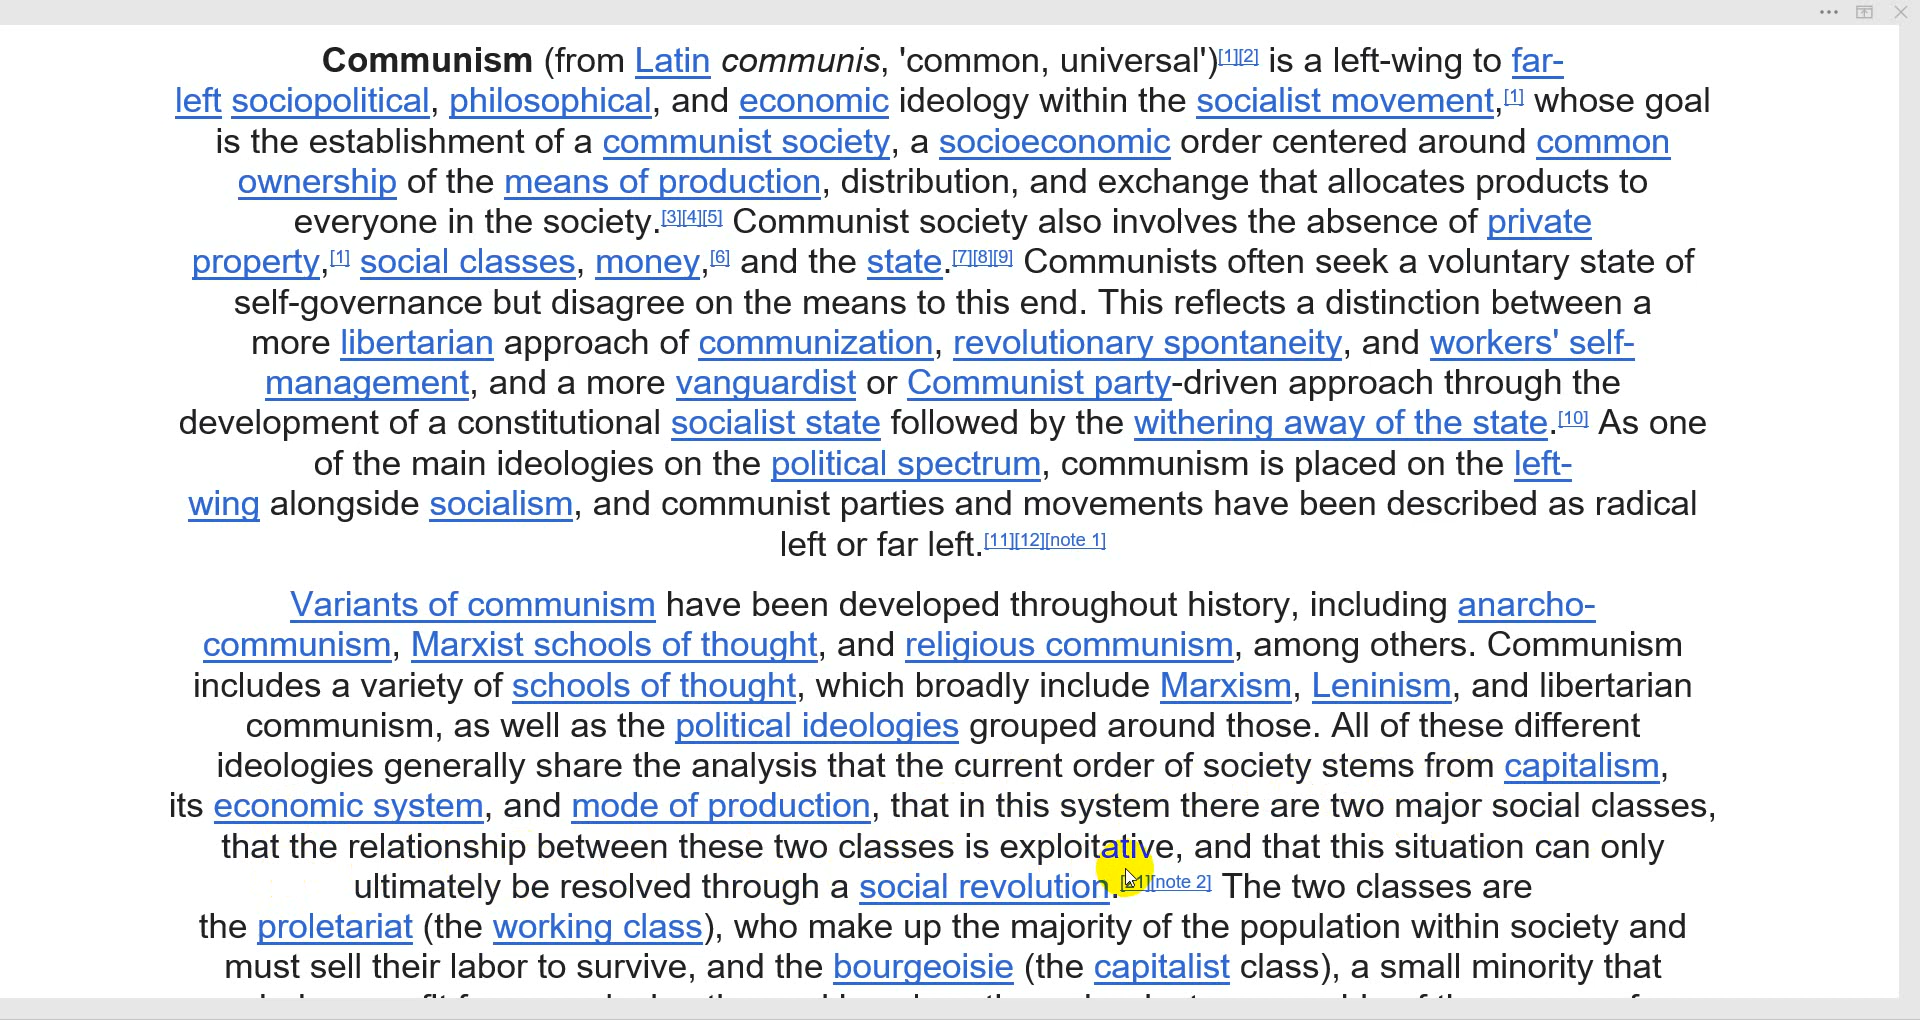 Communism (from Latin communis, 'common, universal')[1][2] is a left-wing to far-
left sociopolitical, philosophical, and economic ideology within the socialist movement,[1] whose goal
is the establishment of a communist society, a socioeconomic order centered around common
ownership of the means of production, distribution, and exchange that allocates products to
everyone in the society.[3][4][5] Communist society also involves the absence of private
property,[1] social classes, money,[6] and the state.[7][8][9] Communists often seek a voluntary state of
self-governance but disagree on the means to this end. This reflects a distinction between a
more libertarian approach of communization, revolutionary spontaneity, and workers' self-
management, and a more vanguardist or Communist party-driven approach through the
development of a constitutional socialist state followed by the withering away of the state.[10] As one
of the main ideologies on the political spectrum, communism is placed on the left-
wing alongside socialism, and communist parties and movements have been described as radical
left or far left.[11][12][note 1]
Variants of communism have been developed throughout history, including anarcho-
communism, Marxist schools of thought, and religious communism, among others. Communism
includes a variety of schools of thought, which broadly include Marxism, Leninism, and libertarian
communism, as well as the political ideologies grouped around those. All of these different
ideologies generally share the analysis that the current order of society stems from capitalism,
its economic system, and mode of production, that in this system there are two major social classes,
that the relationship between these two classes is exploitative, and that this situation can only
ultimately be resolved through a social revolution.[note 2] The two classes are
the proletariat (the working class), who make up the majority of the population within society and
must sell their labor to survive, and the bourgeoisie (the capitalist class), a small minority that